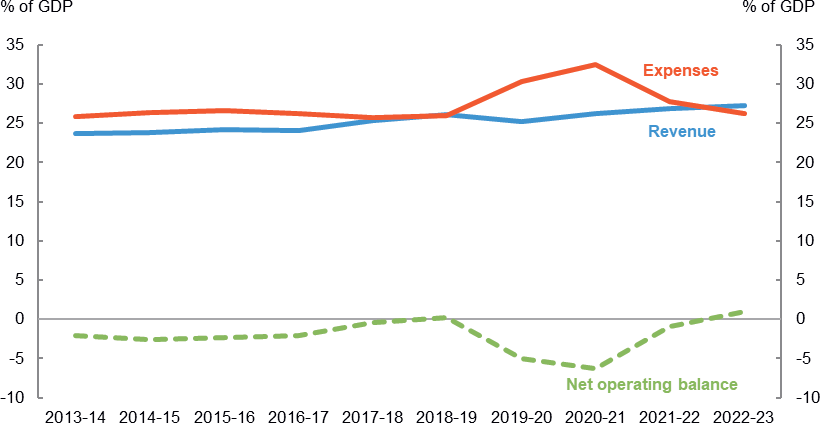 % of GDP % of GDP
35 35
30 30
Expenses
25 25
Revenue
20 20
15 15
10 10
5 5
0 0
-5 -5
Net operating balance
-10 -10
2013-14 2014-15 2015-16 2016-17 2017-18 2018-19 2019-20 2020-21 2021-22 2022-23